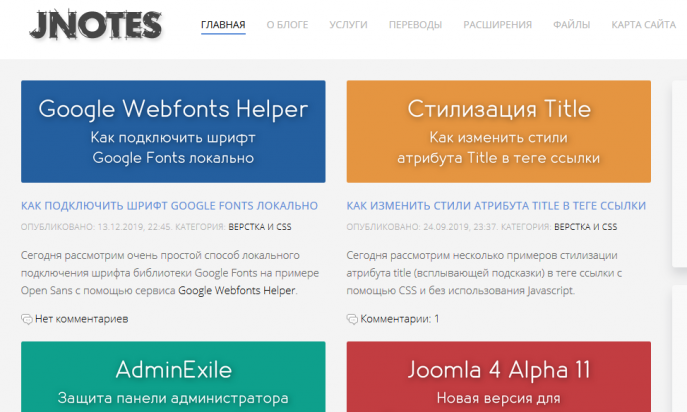 JNOTES
ГЛАВНАЯ О БЛОГЕ УСЛУГИ ПЕРЕВОДЫ РАСШИРЕНИЯ ФАЙЛЫ КАРТА САЙТА
Google Webfonts Helper
Как подключить шрифт
Google Fonts локально
КАК ПОДКЛЮЧИТЬ ШРИФТ GOOGLE FONTS ЛОКАЛЬНО
ОПУБЛИКОВАНО: 13.12.2019, 22:45. КАТЕГОРИЯ: ВЕРСТКА И CSS
Сегодня рассмотрим очень простой способ локального
подключения шрифта библиотеки Google Fonts на примере
Open Sans с помощью сервиса Google Webfonts Helper.
Нет комментариев
Стилизация Title
Как изменить стили
атрибута Title в теге ссылки
КАК ИЗМЕНИТЬ СТИЛИ АТРИБУТА TITLE В ТЕГЕ ССЫЛКИ
ОПУБЛИКОВАНО: 24.09.2019, 23:37. КАТЕГОРИЯ: ВЕРСТКА И CSS
Сегодня рассмотрим несколько примеров стилизации
атрибута title (всплывающей подсказки) в теге ссылки с
помощью CSS и без использования Javascript.
Комментарии: 1
AdminExile
Защита панели администратора
Joomla 4 Alpha 11
Новая версия для